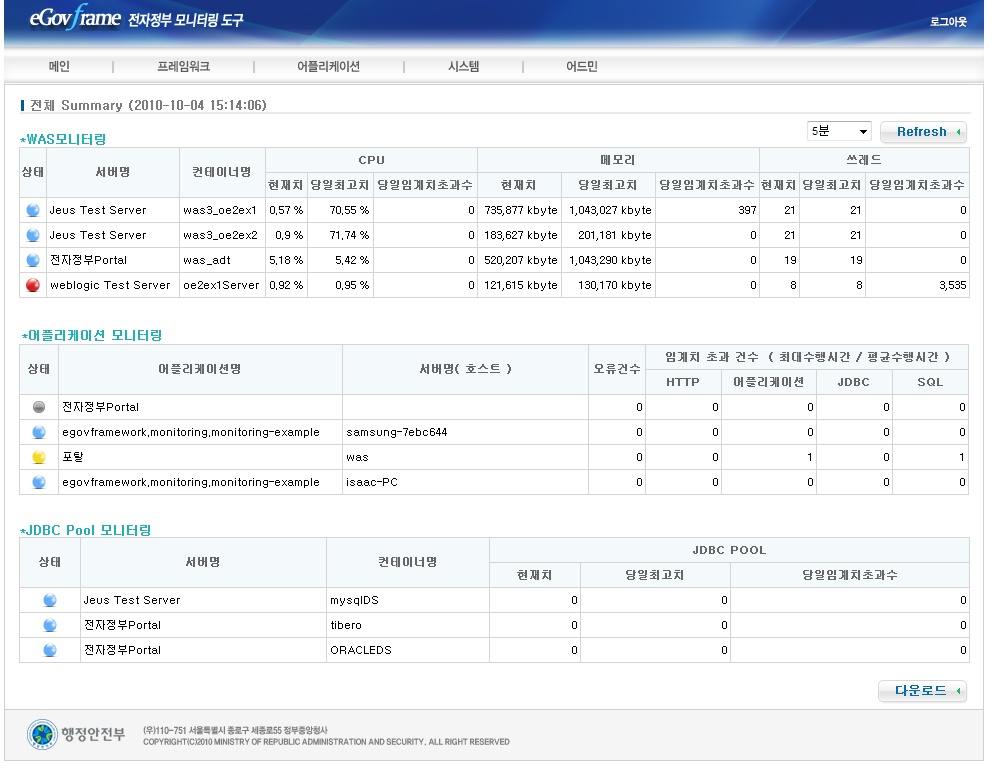 eGovframe 전자정부 모니터링 도구
로그아웃
메인 | 프레임워크 | 어플리케이션 | 시스템 | 어드민
전체 Summary (2010-10-04 15:14:06)
5분 Refresh
*WAS모니터링
상태 서버명 컨테이너명 CPU 메모리 쓰레드
현재치 당일최고치 당일임계치초과수 현재치 당일최고치 당일임계치초과수 현재치 당일최고치 당일임계치초과수
Jeus Test Server was3_oe2ex1 0,57 % 70,55 % 0 735,877 kbyte 1,043,027 kbyte 397 21 21 0
Jeus Test Server was3_oe2ex2 0,9 % 71,74 % 0 183,627 kbyte 201,181 kbyte 0 21 21 0
전자정부Portal was_adt 5,18 % 5,42 % 0 520,207 kbyte 1,043,290 kbyte 0 19 19 0
weblogic Test Server oe2ex1Server 0,92 % 0,95 % 0 121,615 kbyte 130,170 kbyte 0 8 8 3,535
*어플리케이션 모니터링
상태 어플리케이션명 서버명( 호스트 ) 오류건수 임계치 초과 건수 ( 최대수행시간 / 평균수행시간 )
HTTP 어플리케이션 JDBC SQL
전자정부Portal 0 0 0 0 0
egovframework,monitoring,monitoring-example samsung-7ebc644 0 0 0 0 0
포탈 was 0 0 1 0 1
egovframework,monitoring,monitoring-example isaac-PC 0 0 0 0 0
*JDBC Pool 모니터링
상태 서버명 컨테이너명 JDBC POOL
현재치 당일최고치 당일임계치초과수
Jeus Test Server mysqlDS 0 0 0
전자정부Portal tibero 0 0 0
전자정부Portal ORACLEDS 0 0 0
다운로드
행정안전부
(우)110-751 서울특별시 종로구 세종로55 정부중앙청사
COPYRIGHT(C)2010 MINISTRY OF REPUBLIC ADMINISTRATION AND SECURITY. ALL RIGHT RESERVED